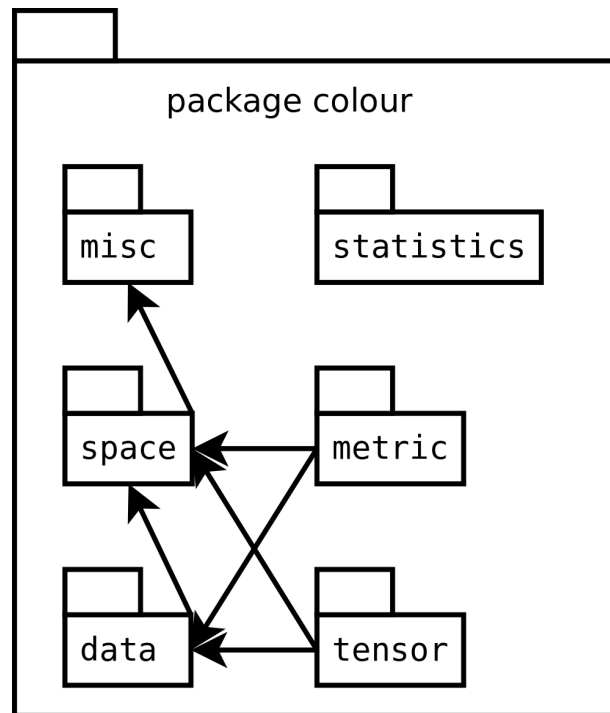 package colour
misc
statistics
space
metric
data
tensor